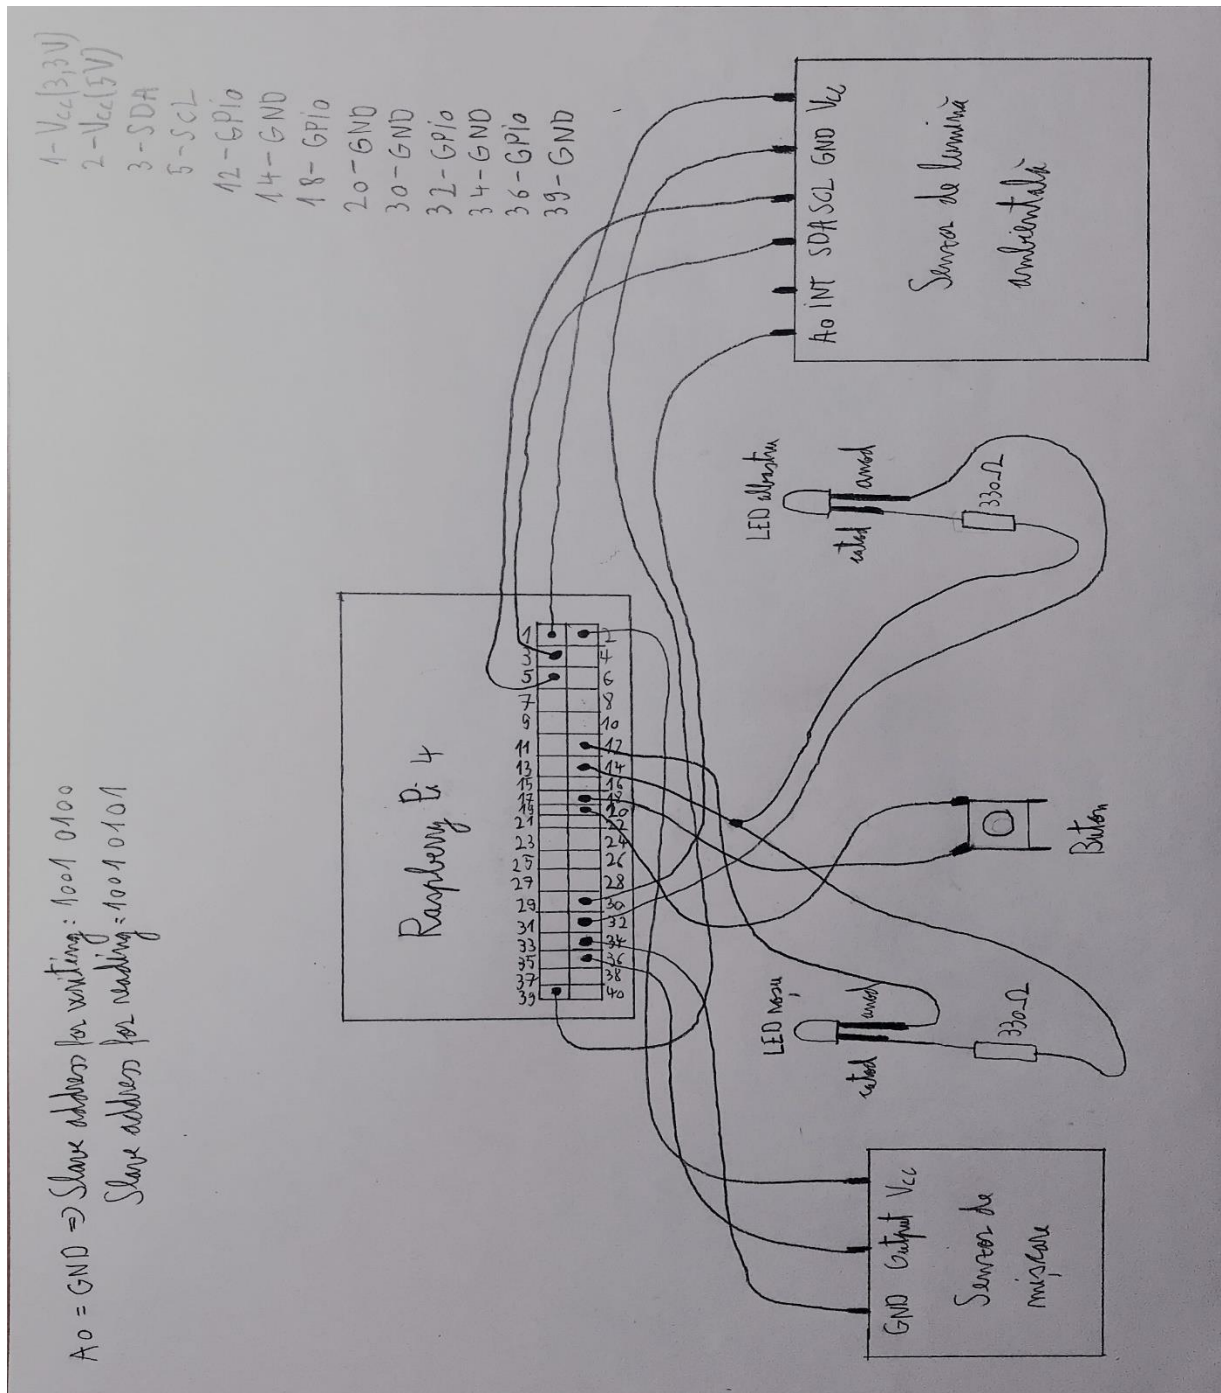 A0 = GND => Slave address for writing: 1001 0100
Slave address for reading = 1001 0101
1-Vcc(3,3V)
2-Vcc(5V)
3-SDA
5-SCL
12-GPio
14-GND
18-GPio
20-GND
30-GND
32-GPio
34-GND
36-GPio
39-GND
Raspberry Pi 4
1 2
3 4
5 6
7 8
9 10
11 12
13 14
15 16
17 18
19 20
21 22
23 24
25 26
27 28
29 30
31 32
33 34
35 36
37 38
39 40
GND Output Vcc
Senzor de
mișcare
LED roșu
catod
anod
330Ω
Buton
LED albastru
catod
anod
330Ω
A0 INT SDA SCL GND Vcc
Senzor de lumină
ambientală